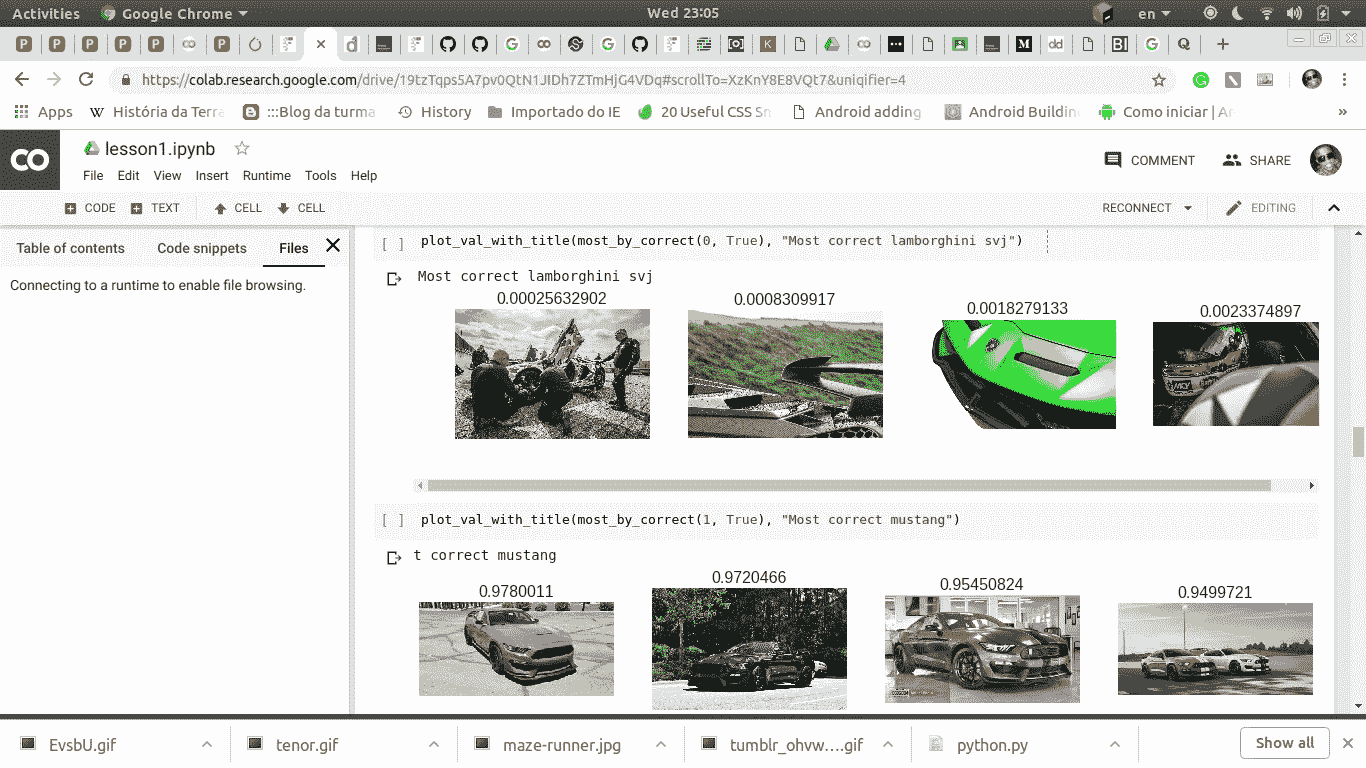 Activities Google Chrome Wed 23:05 en
https://colab.research.google.com/drive/19tzTqps5A7pv0QtN1JIDh7ZTmHjG4VDq#scrollTo=XzKnY8E8VQt7&uniqifier=4
Apps História da Terra :::Blog da turma History Importado do IE 20 Useful CSS Sn Android adding Android Building Como iniciar | An »
CO lesson1.ipynb COMMENT SHARE
File Edit View Insert Runtime Tools Help
CODE TEXT CELL CELL RECONNECT EDITING
Table of contents Code snippets Files
Connecting to a runtime to enable file browsing.
[ ] plot_val_with_title(most_by_correct(0, True), "Most correct lamborghini svj")
Most correct lamborghini svj
0.00025632902 0.0008309917 0.0018279133 0.0023374897
[ ] plot_val_with_title(most_by_correct(1, True), "Most correct mustang")
t correct mustang
0.9780011 0.9720466 0.95450824 0.9499721
EvsbU.gif tenor.gif maze-runner.jpg tumblr_ohvw....gif python.py Show all